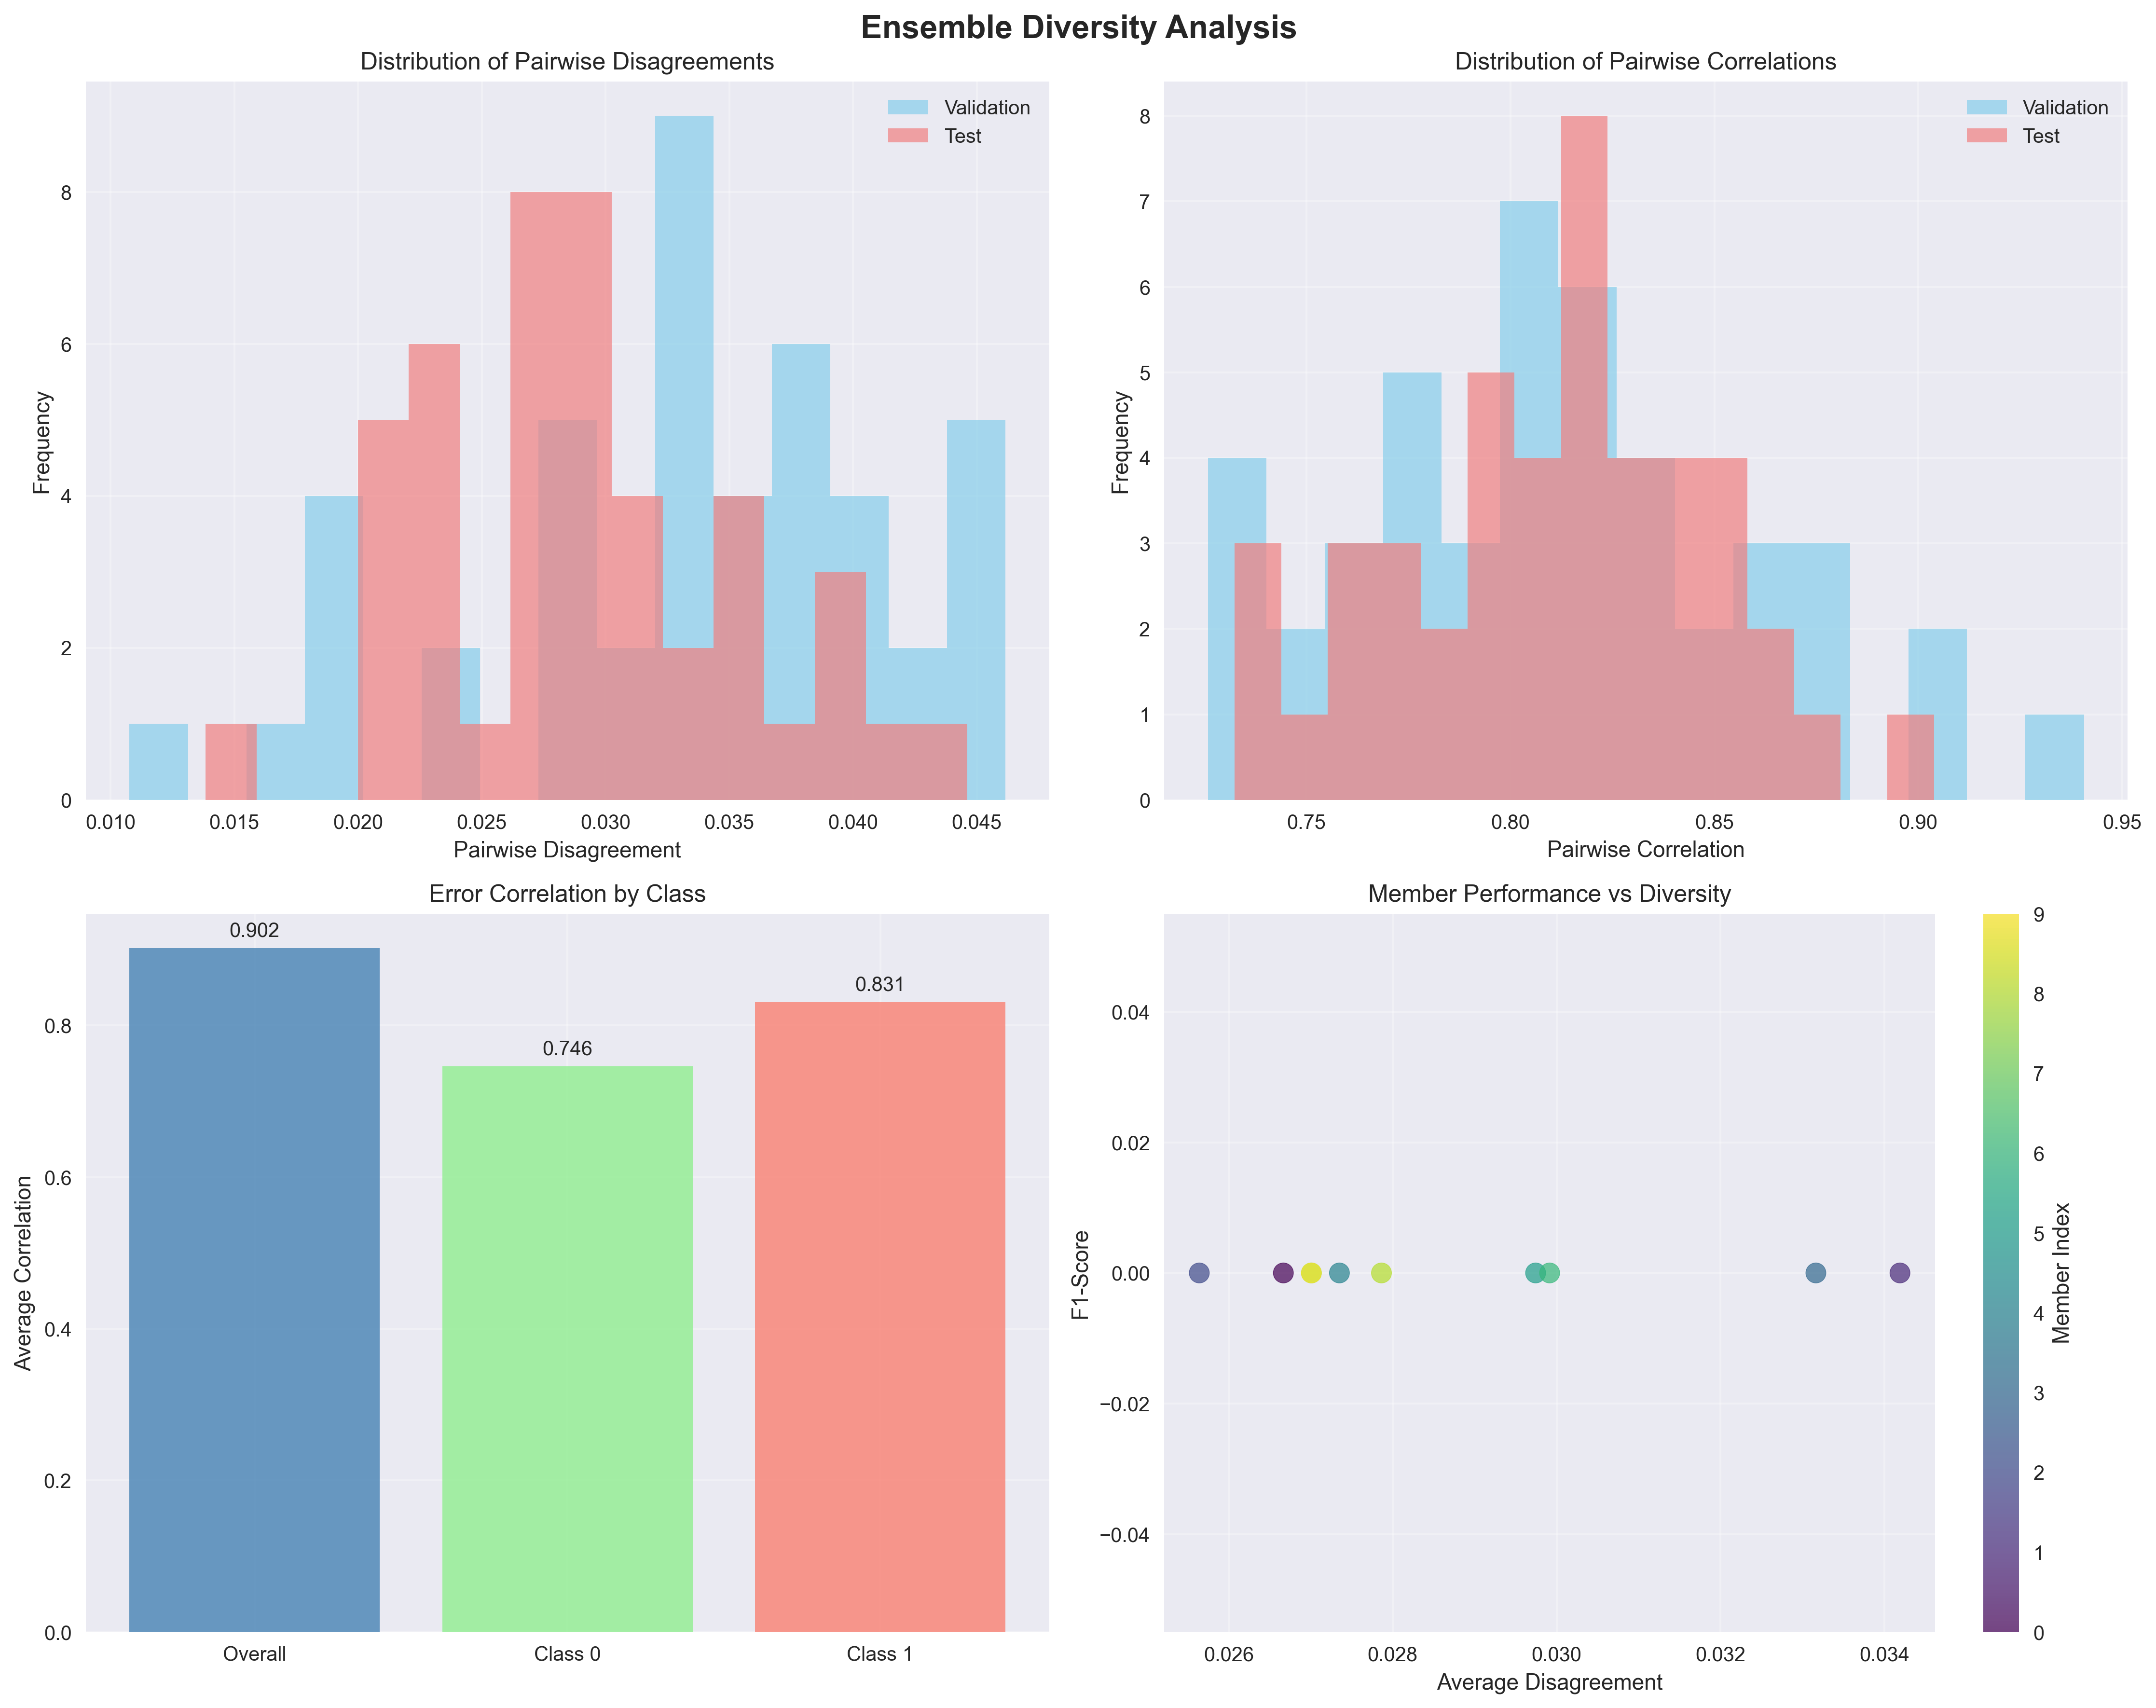 Ensemble Diversity Analysis
Distribution of Pairwise Disagreements
Validation
Test
Frequency
8
6
4
2
0
0.010 0.015 0.020 0.025 0.030 0.035 0.040 0.045
Pairwise Disagreement
Distribution of Pairwise Correlations
Validation
Test
Frequency
8
7
6
5
4
3
2
1
0
0.75 0.80 0.85 0.90 0.95
Pairwise Correlation
Error Correlation by Class
0.902
0.746
0.831
Average Correlation
0.8
0.6
0.4
0.2
0.0
Overall Class 0 Class 1
Member Performance vs Diversity
F1-Score
0.04
0.02
0.00
−0.02
−0.04
0.026 0.028 0.030 0.032 0.034
Average Disagreement
9
8
7
6
5
4
3
2
1
0
Member Index